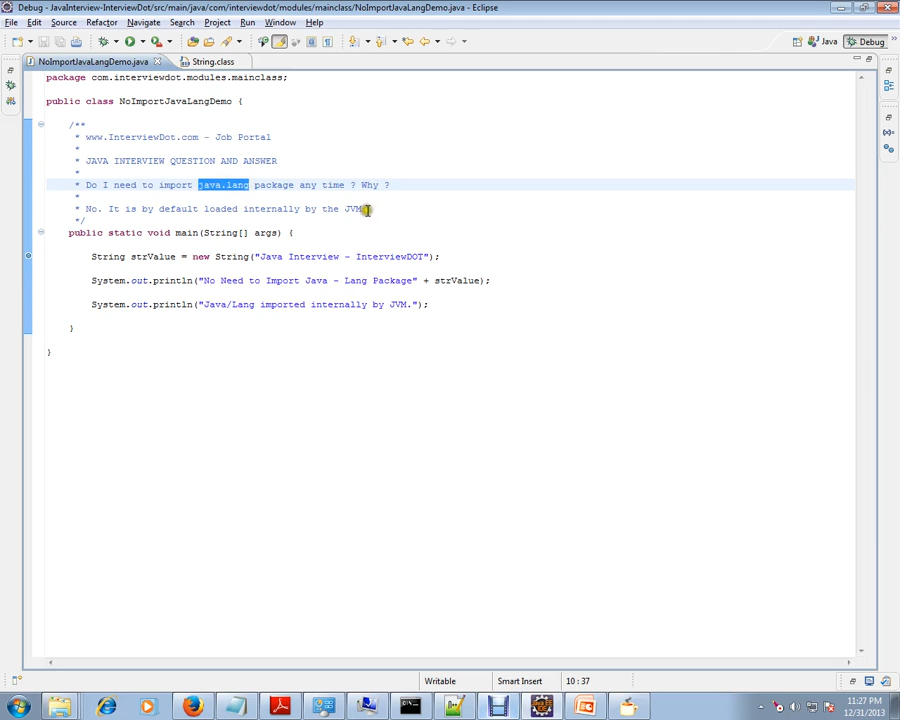 Debug - JavaInterview-InterviewDot/src/main/java/com/interviewdot/modules/mainclass/NoImportJavaLangDemo.java - Eclipse
File Edit Source Refactor Navigate Search Project Run Window Help
Java Debug
NoImportJavaLangDemo.java String.class
package com.interviewdot.modules.mainclass;
public class NoImportJavaLangDemo {
/**
* www.InterviewDot.com - Job Portal
*
* JAVA INTERVIEW QUESTION AND ANSWER
*
* Do I need to import java.lang package any time ? Why ?
*
* No. It is by default loaded internally by the JVM
*/
public static void main(String[] args) {
String strValue = new String("Java Interview - InterviewDOT");
System.out.println("No Need to Import Java - Lang Package" + strValue);
System.out.println("Java/Lang imported internally by JVM.");
}
}
Writable Smart Insert 10 : 37
11:27 PM
12/31/2013